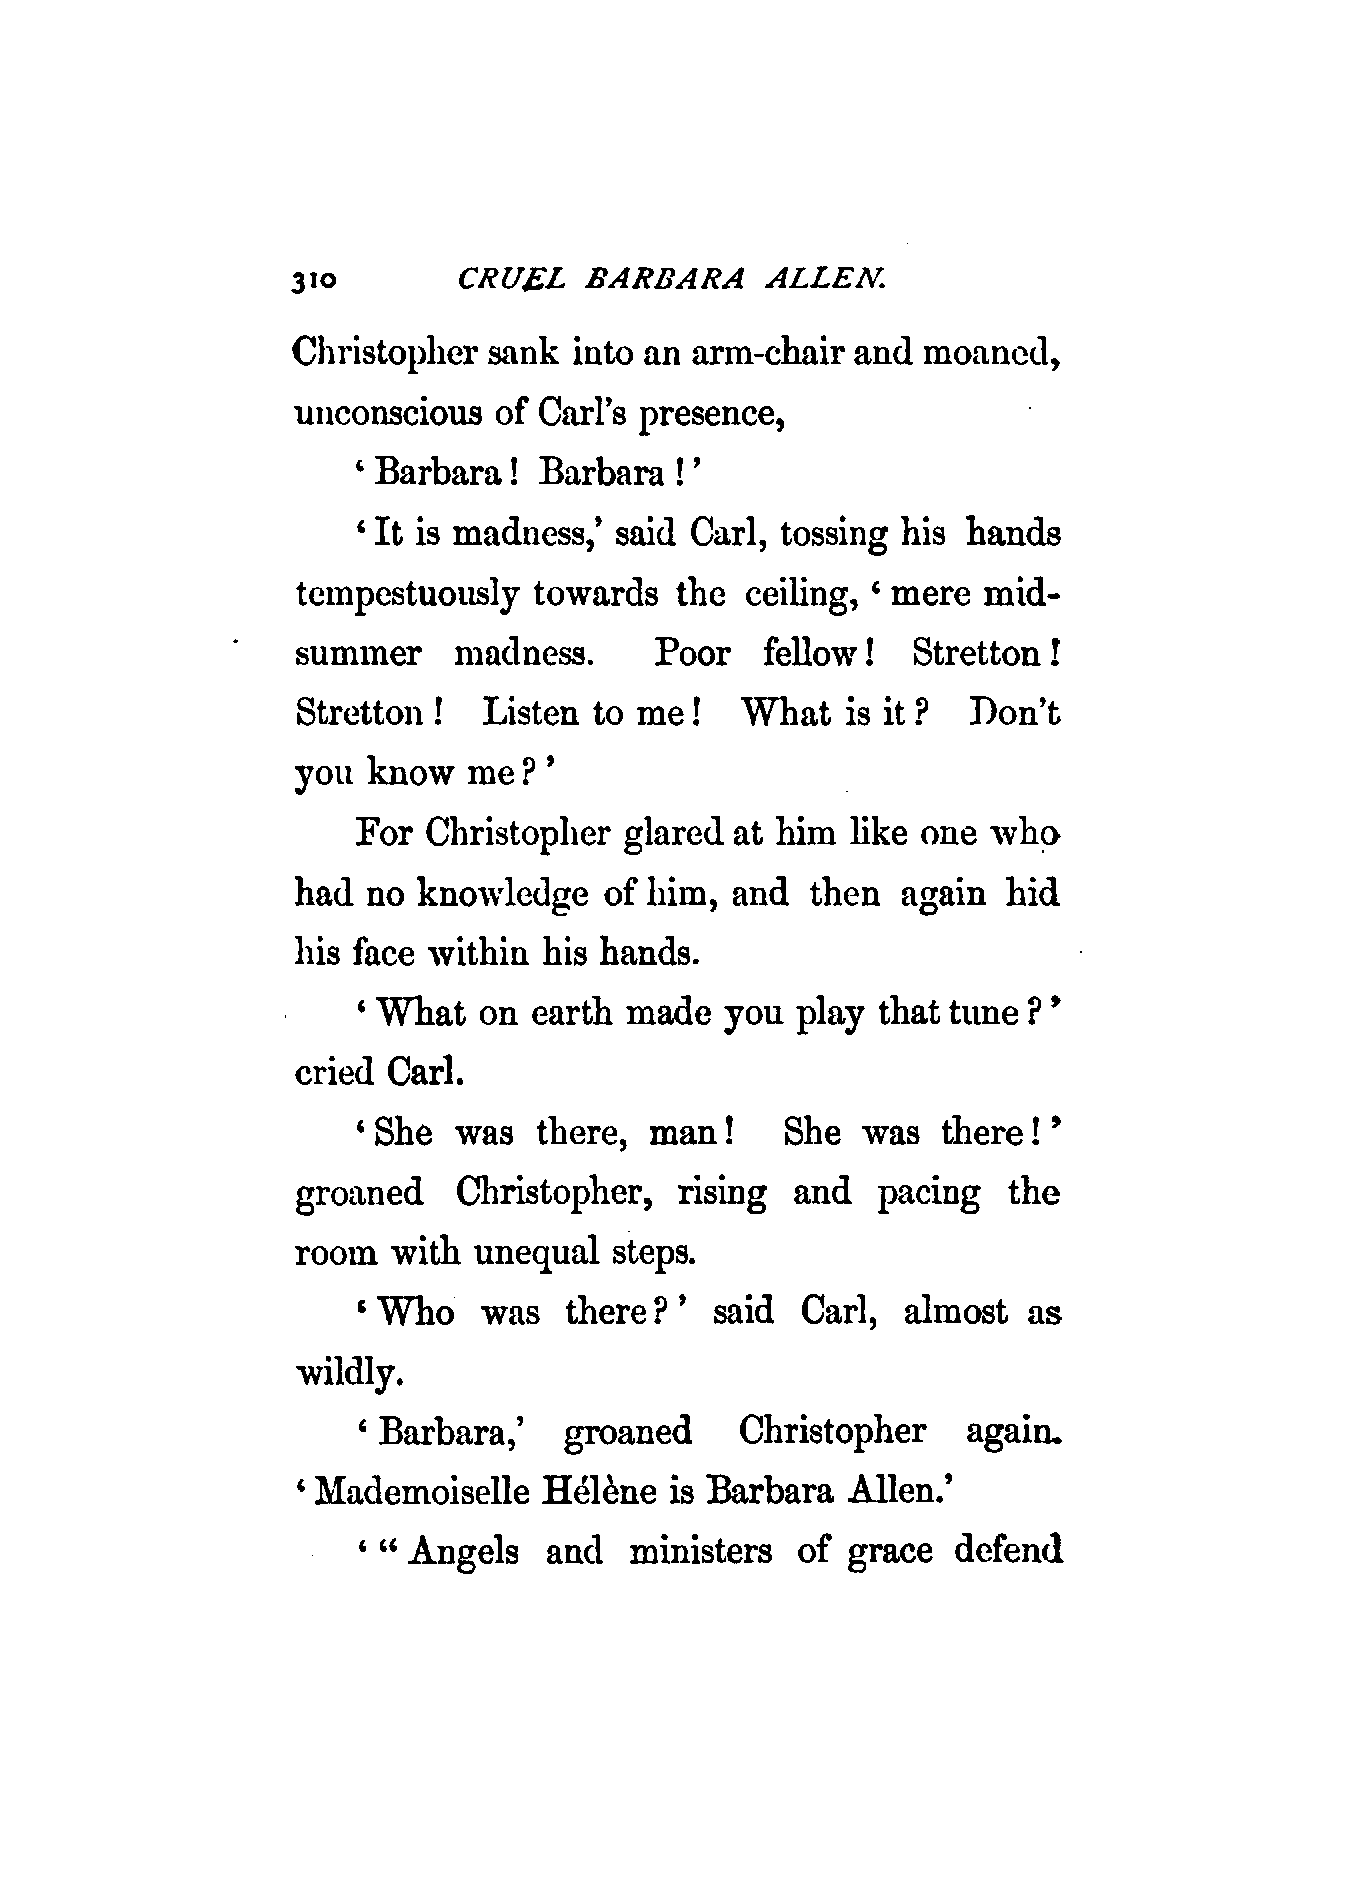 310 CRUEL BARBARA ALLEN.
Christopher sank into an arm-chair and moaned,
unconscious of Carl's presence,
‘ Barbara ! Barbara ! ’
‘ It is madness,’ said Carl, tossing his hands
tempestuously towards the ceiling, ‘ mere mid-
summer madness. Poor fellow ! Stretton !
Stretton ! Listen to me ! What is it ? Don't
you know me ? ’
For Christopher glared at him like one who
had no knowledge of him, and then again hid
his face within his hands.
‘ What on earth made you play that tune ? ’
cried Carl.
‘ She was there, man ! She was there ! ’
groaned Christopher, rising and pacing the
room with unequal steps.
‘ Who was there ? ’ said Carl, almost as
wildly.
‘ Barbara,’ groaned Christopher again.
‘ Mademoiselle Hélène is Barbara Allen.’
‘ “ Angels and ministers of grace defend